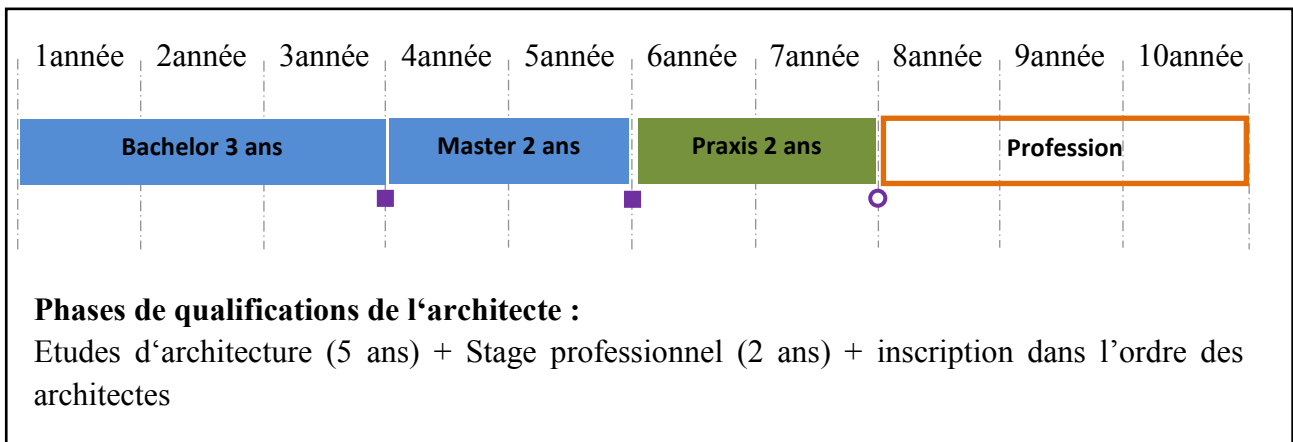 1année 2année 3année 4année 5année 6année 7année 8année 9année 10année
Bachelor 3 ans Master 2 ans Praxis 2 ans Profession
Phases de qualifications de l‘architecte :
Etudes d‘architecture (5 ans) + Stage professionnel (2 ans) + inscription dans l’ordre des
architectes